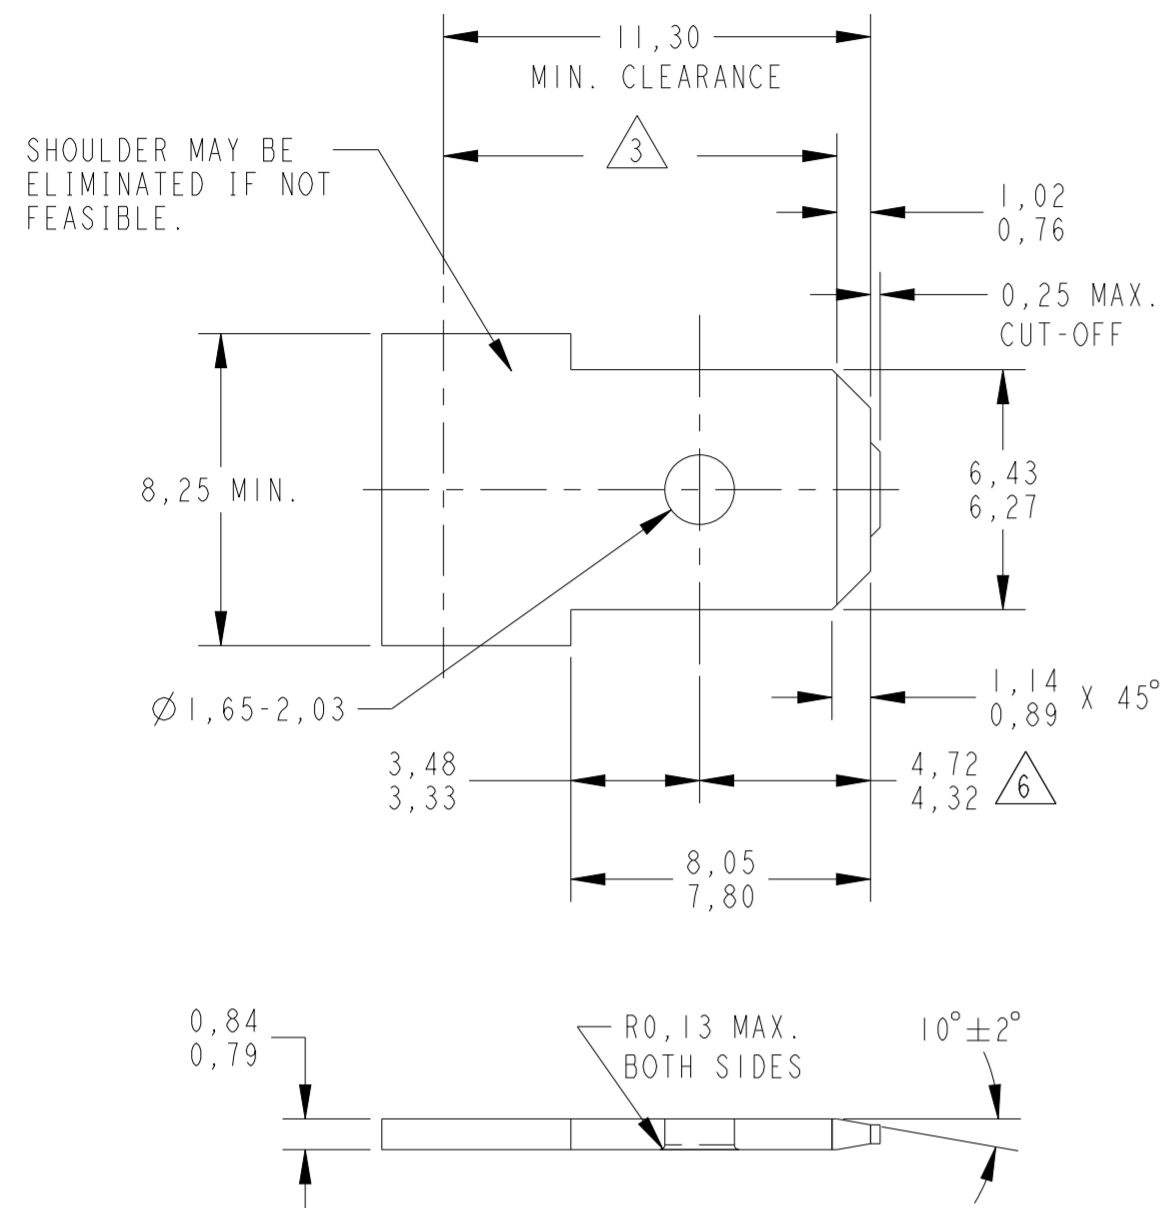 11,30
MIN. CLEARANCE
3
SHOULDER MAY BE
ELIMINATED IF NOT
FEASIBLE.
1,02
0,76
0,25 MAX.
CUT-OFF
8,25 MIN.
6,43
6,27
Ø1,65-2,03
1,14
0,89 X 45°
3,48
3,33
4,72
4,32 6
8,05
7,80
0,84
0,79
R0,13 MAX.
BOTH SIDES
10°±2°